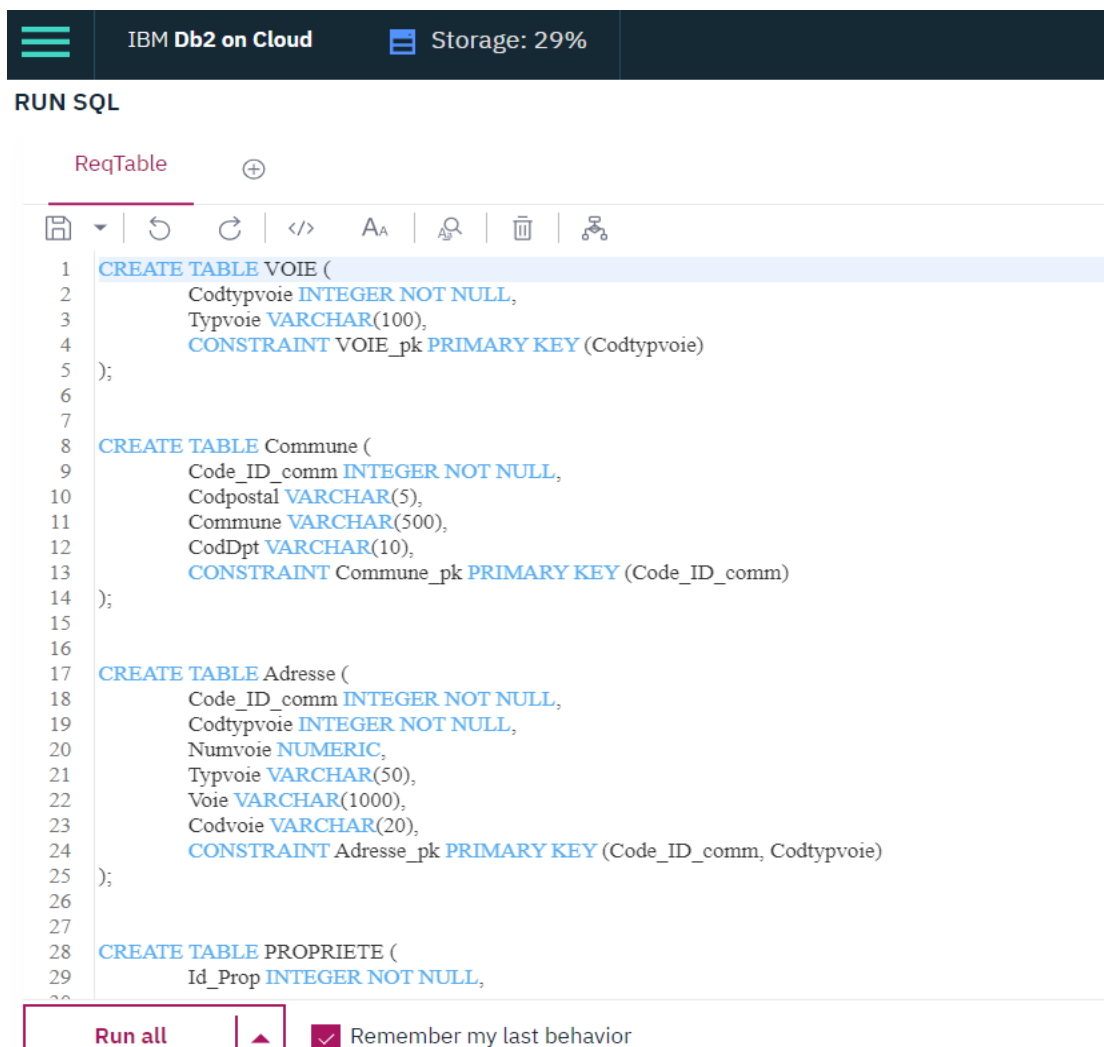 IBM Db2 on Cloud Storage: 29%
RUN SQL
ReqTable
1 CREATE TABLE VOIE (
2 Codtypvoie INTEGER NOT NULL,
3 Typvoie VARCHAR(100),
4 CONSTRAINT VOIE_pk PRIMARY KEY (Codtypvoie)
5 );
6
7
8 CREATE TABLE Commune (
9 Code_ID_comm INTEGER NOT NULL,
10 Codpostal VARCHAR(5),
11 Commune VARCHAR(500),
12 CodDpt VARCHAR(10),
13 CONSTRAINT Commune_pk PRIMARY KEY (Code_ID_comm)
14 );
15
16
17 CREATE TABLE Adresse (
18 Code_ID_comm INTEGER NOT NULL,
19 Codtypvoie INTEGER NOT NULL,
20 Numvoie NUMERIC,
21 Typvoie VARCHAR(50),
22 Voie VARCHAR(1000),
23 Codvoie VARCHAR(20),
24 CONSTRAINT Adresse_pk PRIMARY KEY (Code_ID_comm, Codtypvoie)
25 );
26
27
28 CREATE TABLE PROPRIETE (
29 Id_Prop INTEGER NOT NULL,
Run all Remember my last behavior